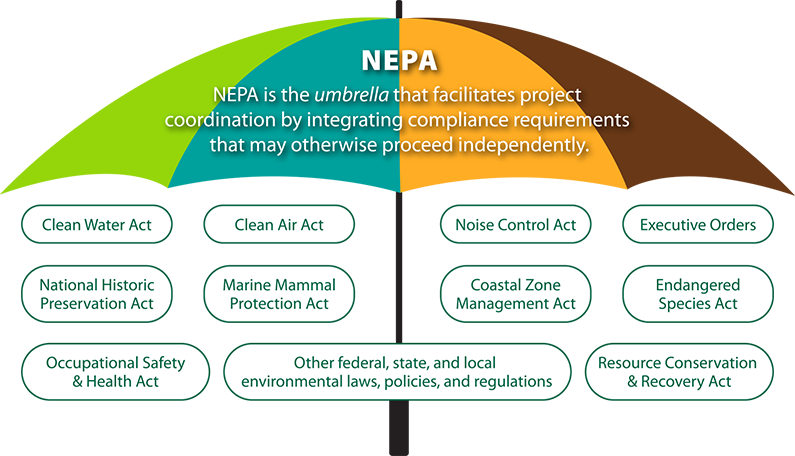 NEPA
NEPA is the umbrella that facilitates project
coordination by integrating compliance requirements
that may otherwise proceed independently.
Clean Water Act
Clean Air Act
Noise Control Act
Executive Orders
National Historic
Preservation Act
Marine Mammal
Protection Act
Coastal Zone
Management Act
Endangered
Species Act
Occupational Safety
& Health Act
Other federal, state, and local
environmental laws, policies, and regulations
Resource Conservation
& Recovery Act